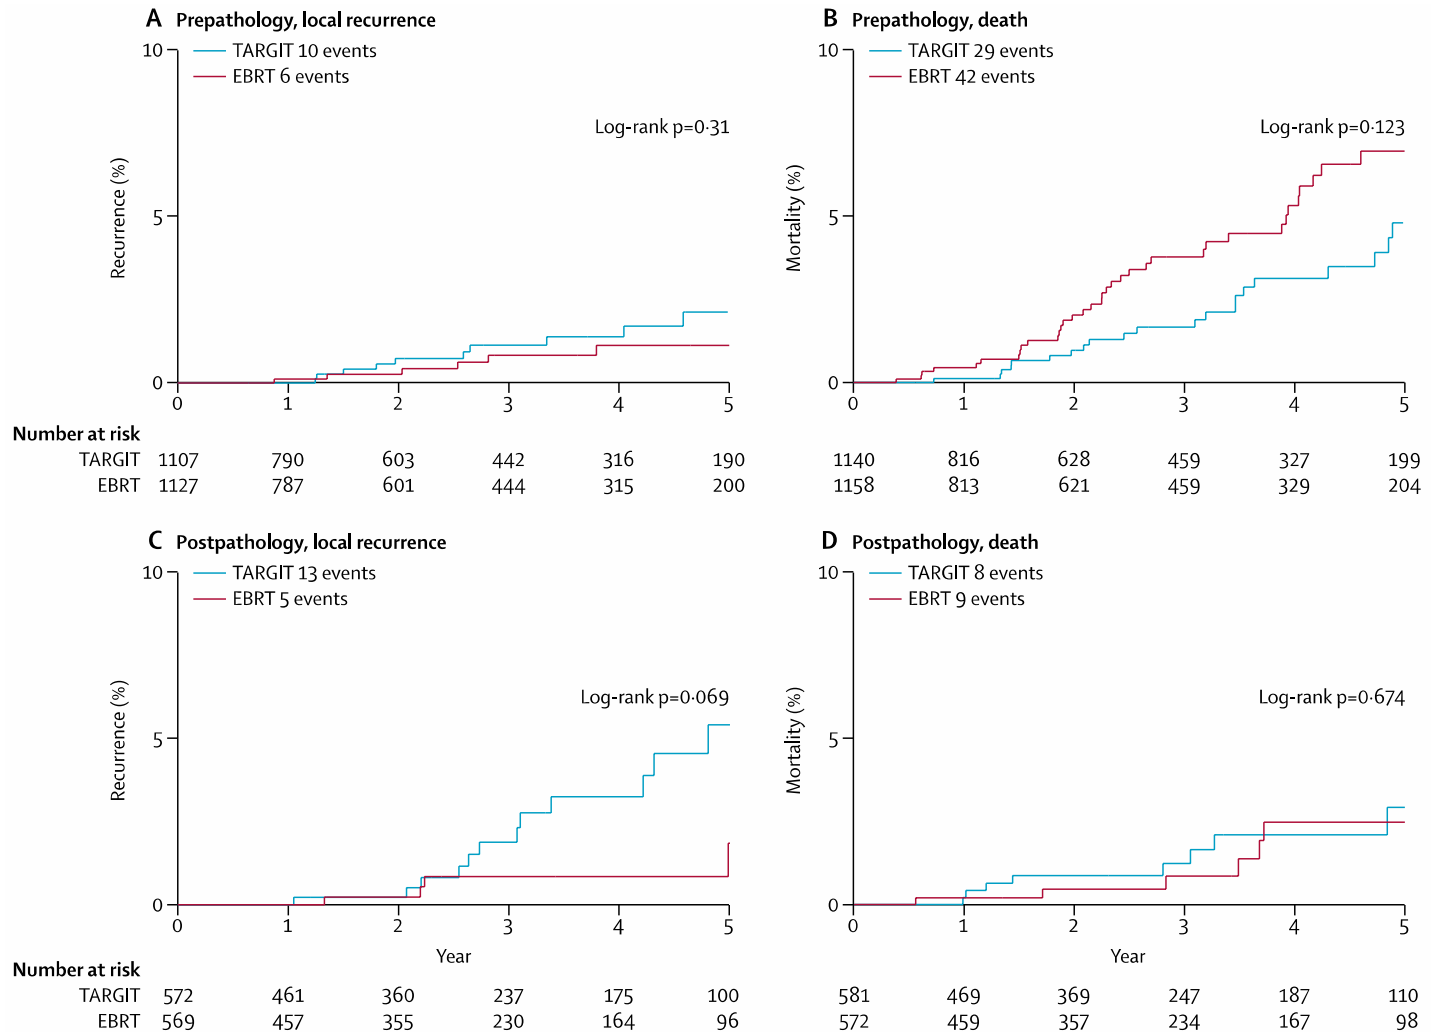 A Prepathology, local recurrence
TARGIT 10 events
EBRT 6 events
Log-rank p=0·31
Recurrence (%)
10
5
0
0 1 2 3 4 5
Number at risk
TARGIT 1107 790 603 442 316 190
EBRT 1127 787 601 444 315 200
B Prepathology, death
TARGIT 29 events
EBRT 42 events
Log-rank p=0·123
Mortality (%)
10
5
0
0 1 2 3 4 5
1140 816 628 459 327 199
1158 813 621 459 329 204
C Postpathology, local recurrence
TARGIT 13 events
EBRT 5 events
Log-rank p=0·069
Recurrence (%)
10
5
0
0 1 2 3 4 5
Year
Number at risk
TARGIT 572 461 360 237 175 100
EBRT 569 457 355 230 164 96
D Postpathology, death
TARGIT 8 events
EBRT 9 events
Log-rank p=0·674
Mortality (%)
10
5
0
0 1 2 3 4 5
Year
581 469 369 247 187 110
572 459 357 234 167 98